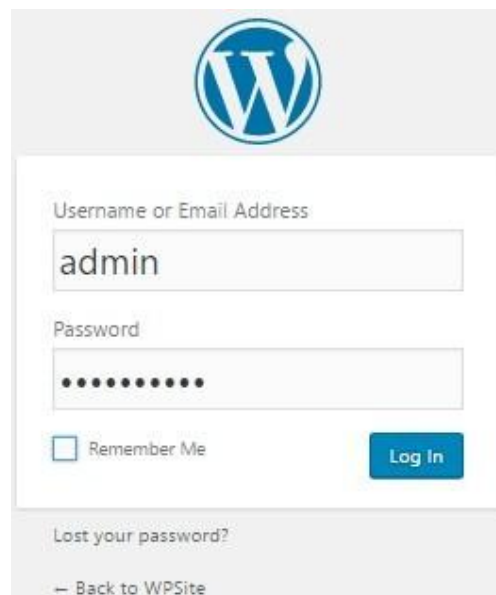 Username or Email Address
admin
Password
••••••••••
Remember Me
Log In
Lost your password?
← Back to WPSite